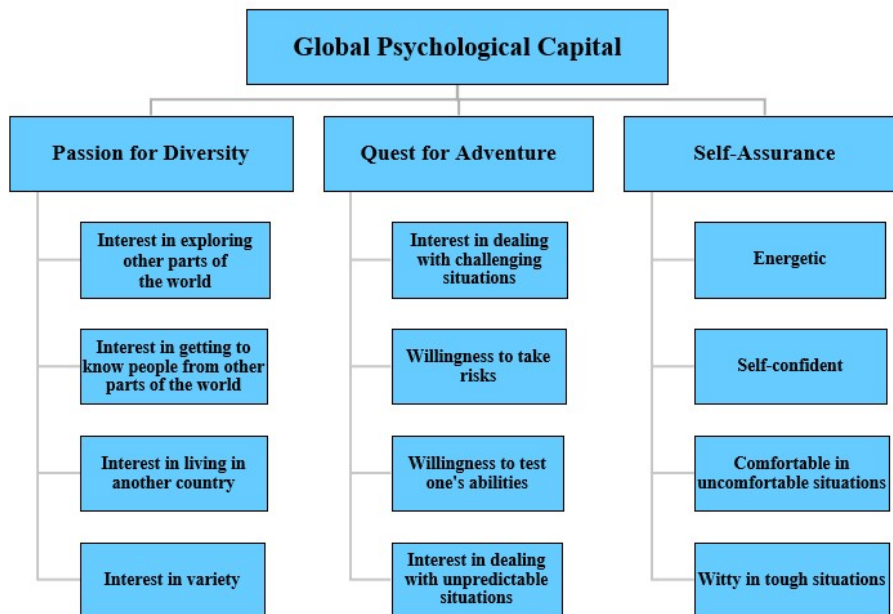 Global Psychological Capital
Passion for Diversity
Interest in exploring
other parts of
the world
Interest in getting to
know people from other
parts of the world
Interest in living in
another country
Interest in variety
Quest for Adventure
Interest in dealing
with challenging
situations
Willingness to take
risks
Willingness to test
one's abilities
Interest in dealing
with unpredictable
situations
Self-Assurance
Energetic
Self-confident
Comfortable in
uncomfortable situations
Witty in tough situations